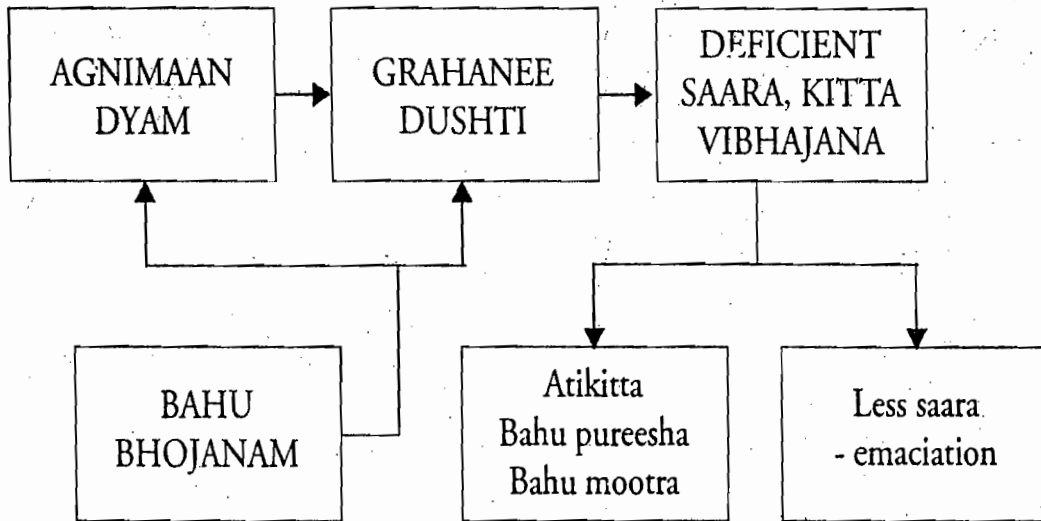 AGNIMAAN
DYAM
GRAHANEE
DUSHTI
DEFICIENT
SAARA, KITTA
VIBHAJANA
BAHU
BHOJANAM
Atikitta
Bahu pureesha
Bahu mootra
Less saara
- emaciation